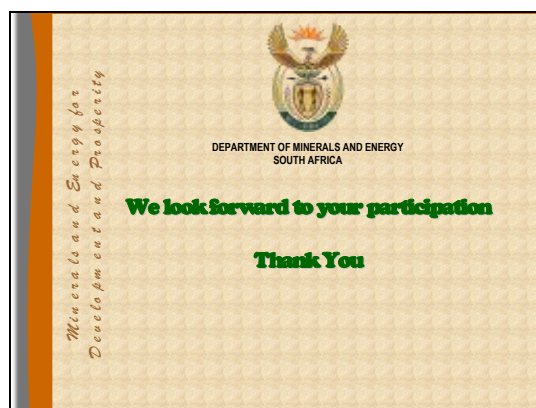 Minerals and Energy for
Development and Prosperity
DEPARTMENT OF MINERALS AND ENERGY
SOUTH AFRICA
We look forward to your participation
Thank You